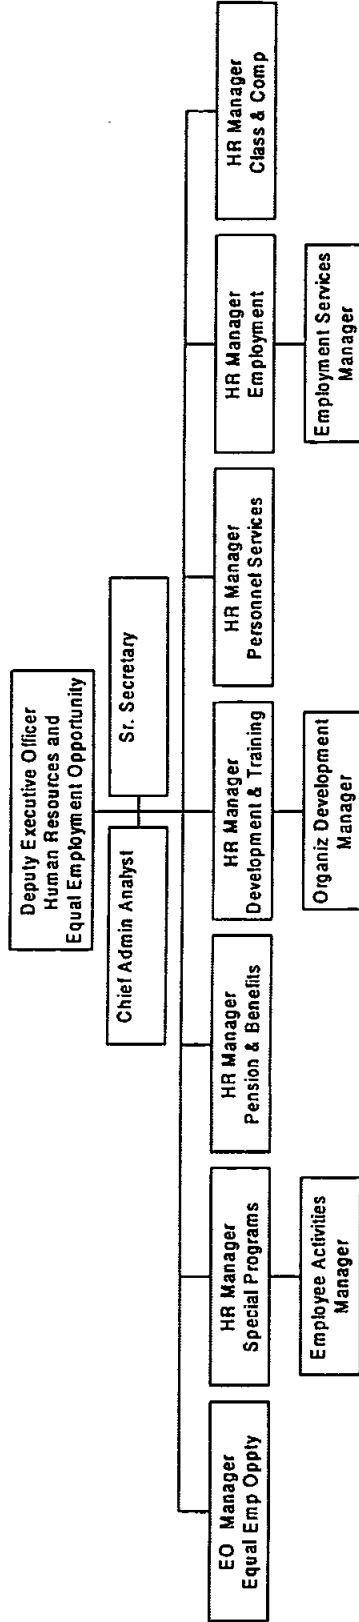 Deputy Executive Officer
Human Resources and
Equal Employment Opportunity
Chief Admin Analyst
Sr. Secretary
EO Manager
Equal Emp Oppty
HR Manager
Special Programs
HR Manager
Pension & Benefits
HR Manager
Development & Training
HR Manager
Personnel Services
HR Manager
Employment
HR Manager
Class & Comp
Employee Activities
Manager
Organiz Development
Manager
Employment Services
Manager